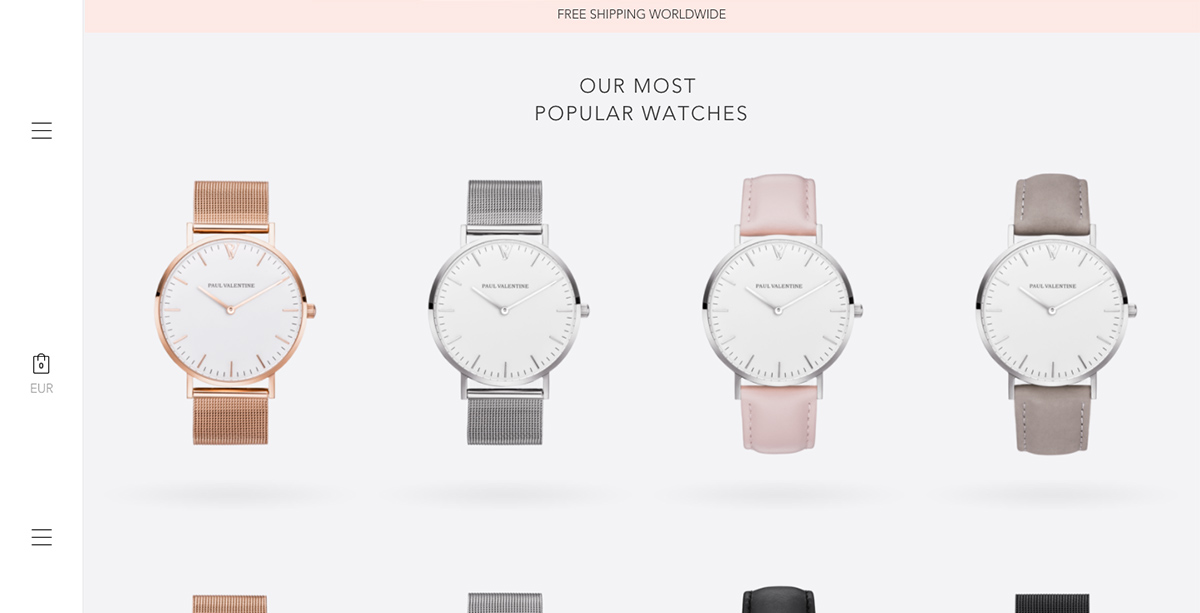 FREE SHIPPING WORLDWIDE
OUR MOST
POPULAR WATCHES
PAUL VALENTINE
PAUL VALENTINE
PAUL VALENTINE
PAUL VALENTINE
0
EUR